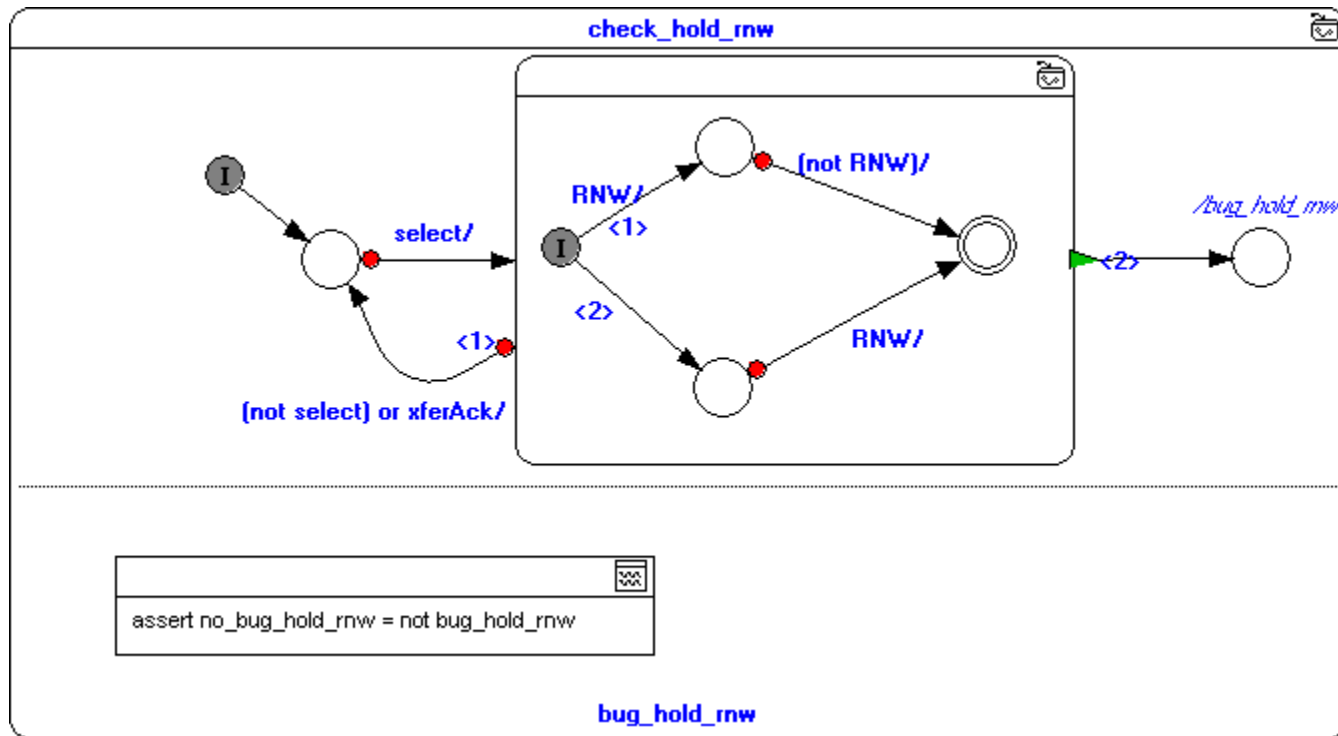 check_hold_rnw
I
select/
<1>
(not select) or xferAck/
I
RNW/
<1>
<2>
(not RNW)/
RNW/
<2>
/bug_hold_rnw
assert no_bug_hold_rnw = not bug_hold_rnw
bug_hold_rnw